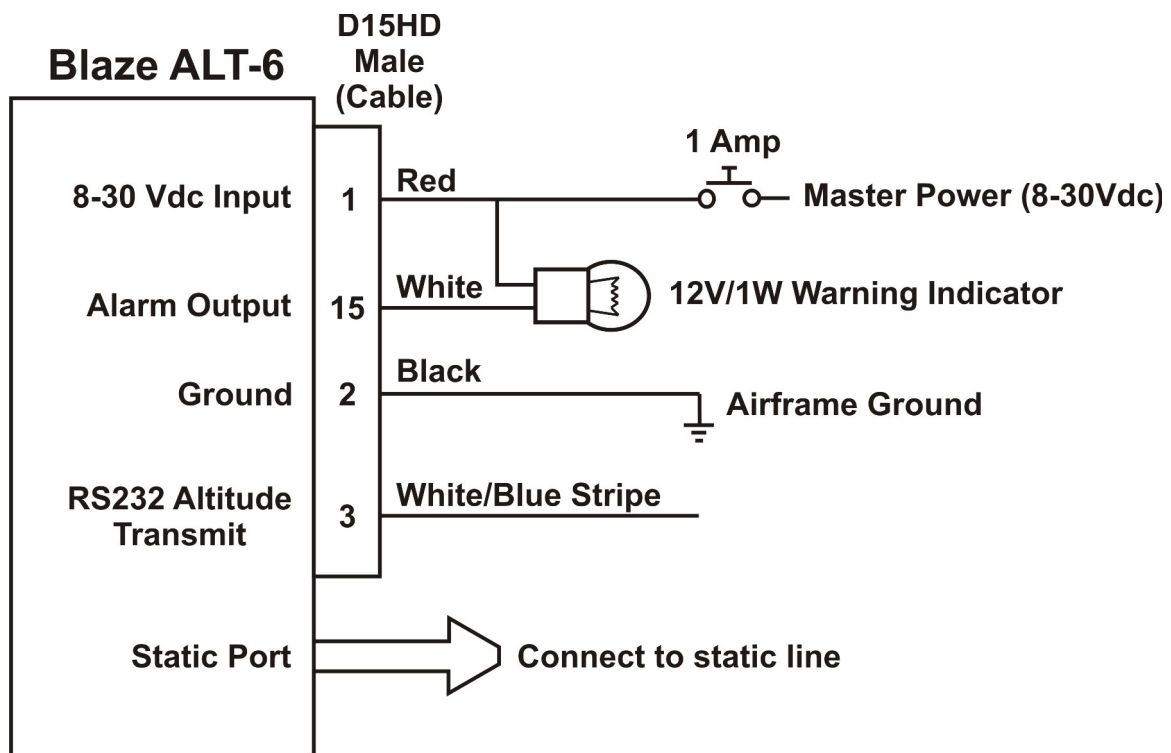 Blaze ALT-6
D15HD
Male
(Cable)
8-30 Vdc Input
1
Red
1 Amp
Master Power (8-30Vdc)
Alarm Output
15
White
12V/1W Warning Indicator
Ground
2
Black
Airframe Ground
RS232 Altitude
Transmit
3
White/Blue Stripe
Static Port
Connect to static line